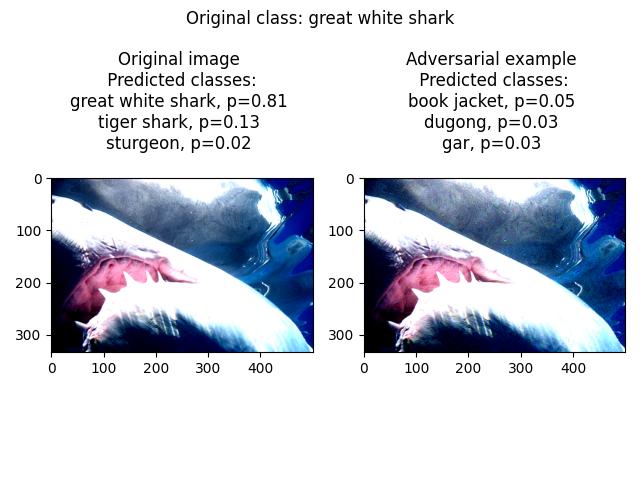 Original class: great white shark
Original image
Predicted classes:
great white shark, p=0.81
tiger shark, p=0.13
sturgeon, p=0.02
Adversarial example
Predicted classes:
book jacket, p=0.05
dugong, p=0.03
gar, p=0.03
0
100
200
300
0 100 200 300 400
0
100
200
300
0 100 200 300 400